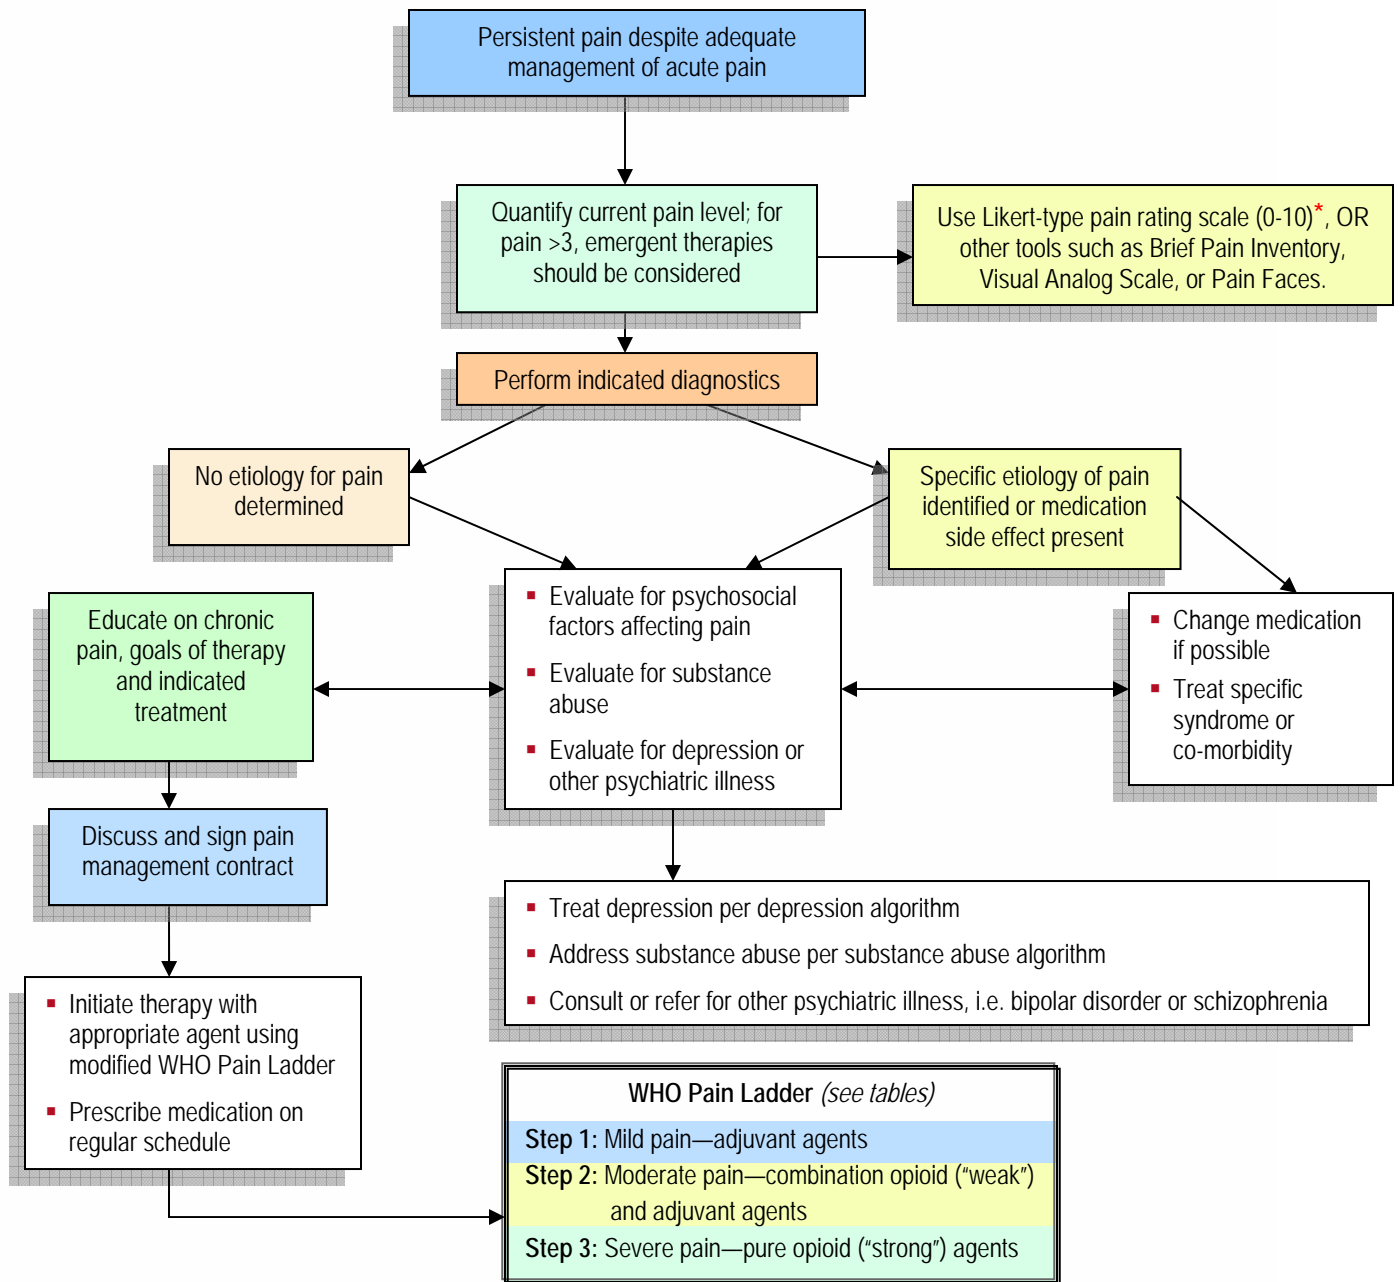 Persistent pain despite adequate
management of acute pain
Quantify current pain level; for
pain >3, emergent therapies
should be considered
Use Likert-type pain rating scale (0-10)*, OR
other tools such as Brief Pain Inventory,
Visual Analog Scale, or Pain Faces.
Perform indicated diagnostics
No etiology for pain
determined
Specific etiology of pain
identified or medication
side effect present
Educate on chronic
pain, goals of therapy
and indicated
treatment
▪ Evaluate for psychosocial
factors affecting pain
▪ Evaluate for substance
abuse
▪ Evaluate for depression or
other psychiatric illness
▪ Change medication
if possible
▪ Treat specific
syndrome or
co-morbidity
Discuss and sign pain
management contract
▪ Treat depression per depression algorithm
▪ Address substance abuse per substance abuse algorithm
▪ Consult or refer for other psychiatric illness, i.e. bipolar disorder or schizophrenia
▪ Initiate therapy with
appropriate agent using
modified WHO Pain Ladder
▪ Prescribe medication on
regular schedule
WHO Pain Ladder (see tables)
Step 1: Mild pain—adjuvant agents
Step 2: Moderate pain—combination opioid (“weak”)
and adjuvant agents
Step 3: Severe pain—pure opioid (“strong”) agents